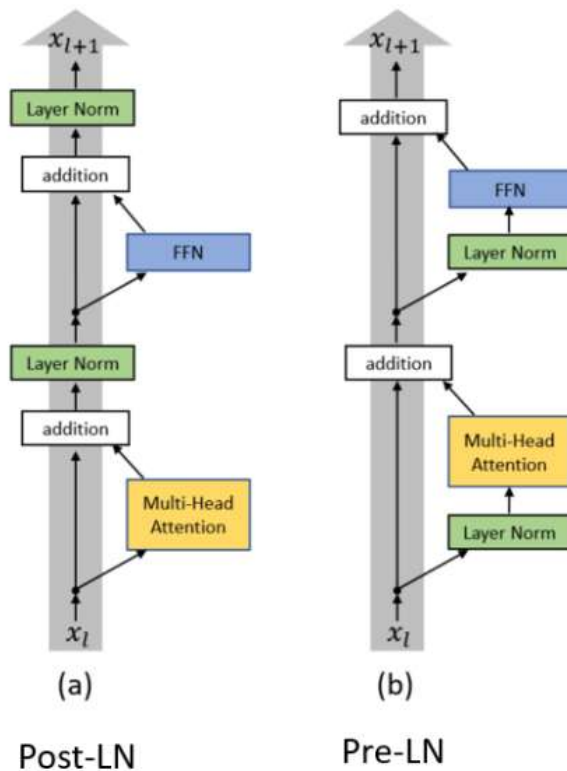 x_{l+1}
Layer Norm
addition
FFN
Layer Norm
addition
Multi-Head
Attention
x_l
(a)
Post-LN
x_{l+1}
addition
FFN
Layer Norm
addition
Multi-Head
Attention
Layer Norm
x_l
(b)
Pre-LN